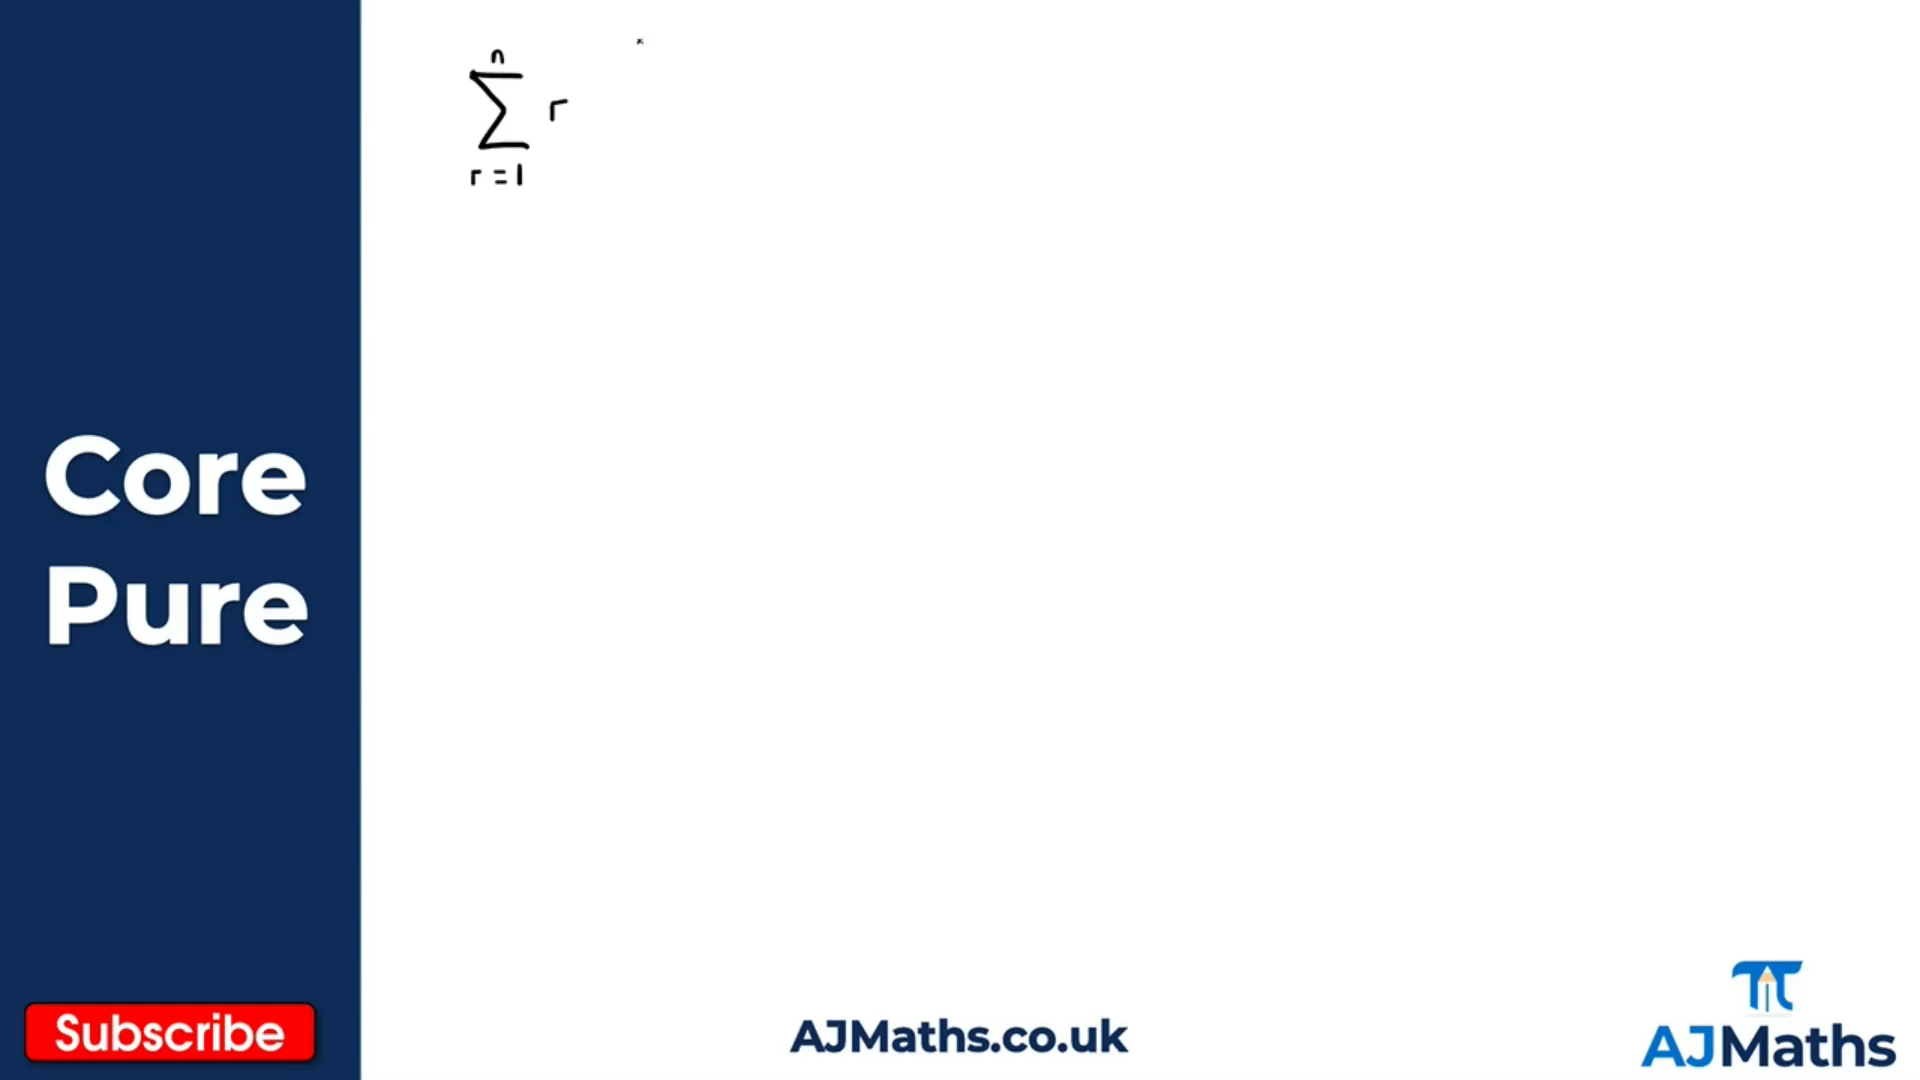 n
∑ r
r=1
Core
Pure
Subscribe
AJMaths.co.uk
AJMaths